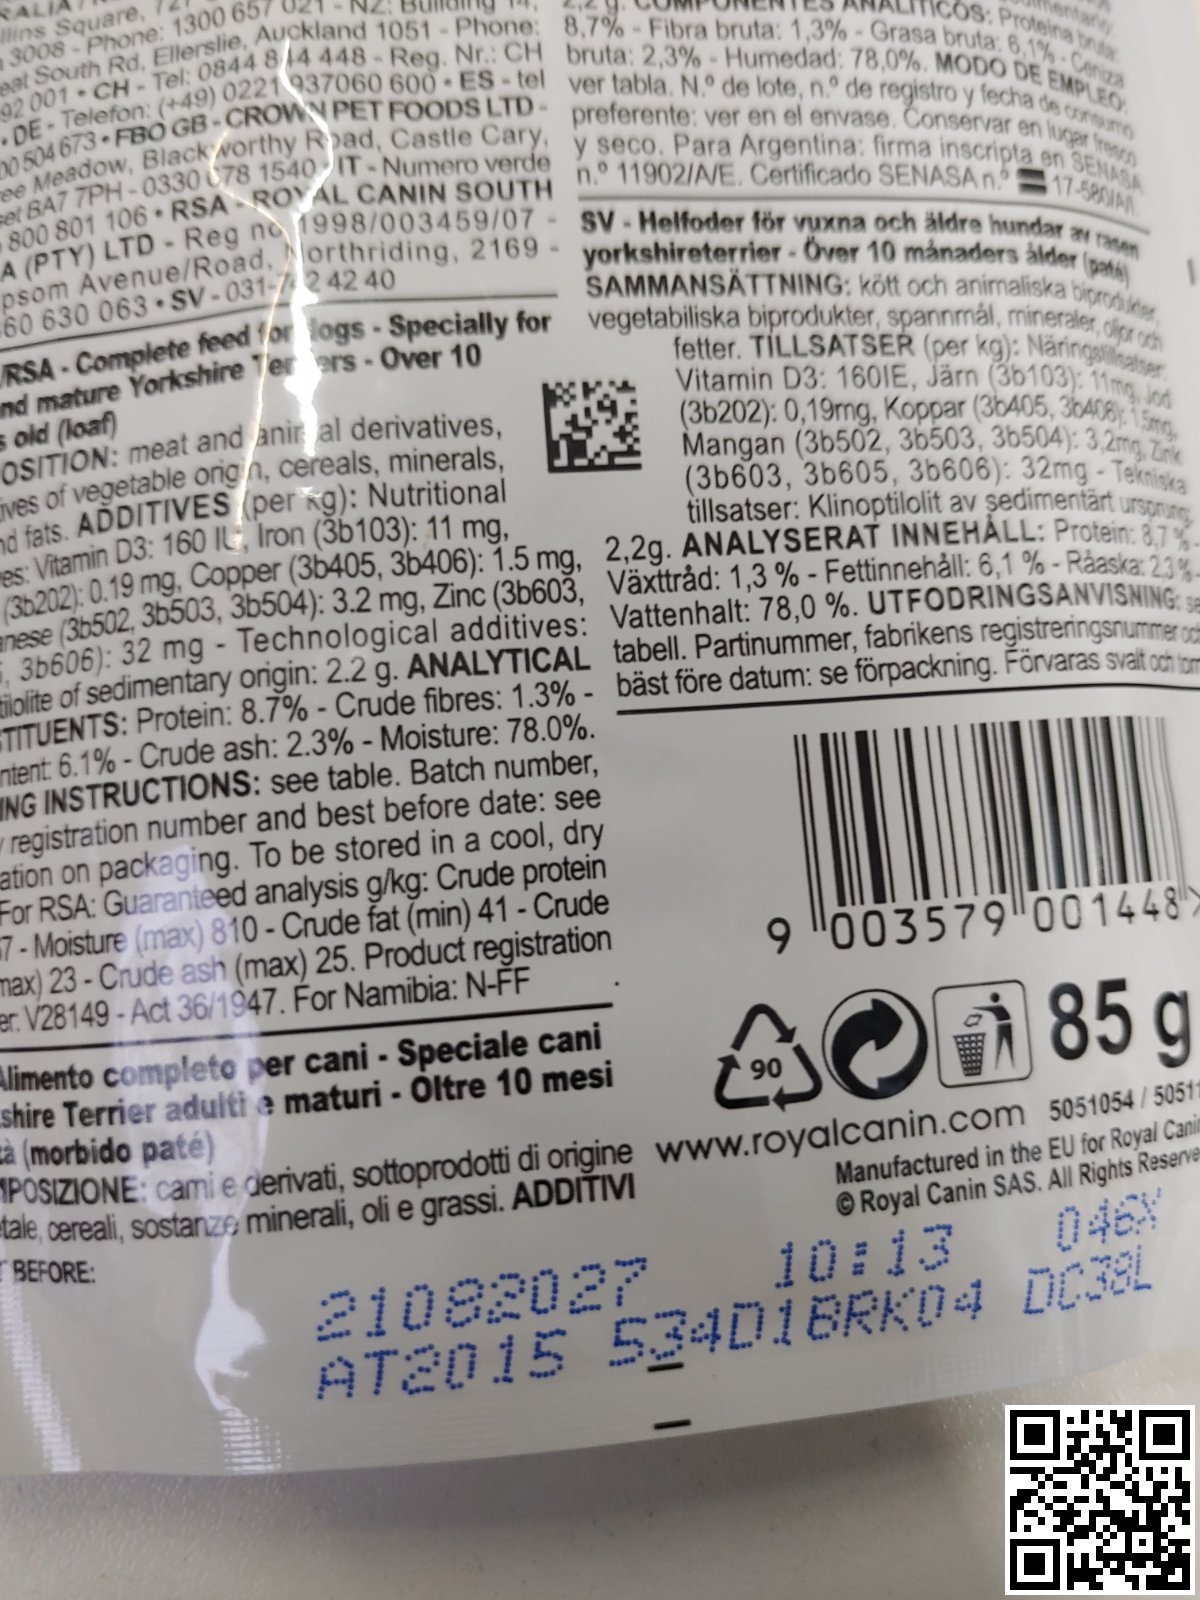 Square,
3008 - Phone: 1300 657 021 - NZ: Building 14,
South Rd, Ellerslie, Auckland 1051 - Phone:
92 001 • CH - Tel: 0844 844 448 - Reg. Nr.: CH
• DE - Telefon: (+49) 0221 937060 600 • ES - tel
504 673 • FBO GB - CROWN PET FOODS LTD -
Meadow, Blackworthy Road, Castle Cary,
BA7 7PH - 0330 678 1540 • IT - Numero verde
800 801 106 • RSA - ROYAL CANIN SOUTH
A (PTY) LTD - Reg no 1998/003459/07 -
psom Avenue/Road, Northriding, 2169 -
60 630 063 • SV - 031-742 42 40
/RSA - Complete feed for dogs - Specially for
nd mature Yorkshire Terriers - Over 10
s old (loaf)
OSITION: meat and animal derivatives,
ives of vegetable origin, cereals, minerals,
nd fats. ADDITIVES (per kg): Nutritional
es: Vitamin D3: 160 IU, Iron (3b103): 11 mg,
(3b202): 0.19 mg, Copper (3b405, 3b406): 1.5 mg,
nese (3b502, 3b503, 3b504): 3.2 mg, Zinc (3b603,
, 3b606): 32 mg - Technological additives:
tilolite of sedimentary origin: 2.2 g. ANALYTICAL
TITUENTS: Protein: 8.7% - Crude fibres: 1.3% -
ntent: 6.1% - Crude ash: 2.3% - Moisture: 78.0%.
ING INSTRUCTIONS: see table. Batch number,
registration number and best before date: see
ation on packaging. To be stored in a cool, dry
For RSA: Guaranteed analysis g/kg: Crude protein
7 - Moisture (max) 810 - Crude fat (min) 41 - Crude
max) 23 - Crude ash (max) 25. Product registration
er: V28149 - Act 36/1947. For Namibia: N-FF
Alimento completo per cani - Speciale cani
shire Terrier adulti e maturi - Oltre 10 mesi
tà (morbido paté)
POSIZIONE: carni e derivati, sottoprodotti di origine
tale, cereali, sostanze minerali, oli e grassi. ADDITIVI
BEFORE:
2,2 g. COMPONENTES ANALÍTICOS: Proteína bruta:
8,7% - Fibra bruta: 1,3% - Grasa bruta: 6,1% - Ceniza
bruta: 2,3% - Humedad: 78,0%. MODO DE EMPLEO:
ver tabla. N.º de lote, n.º de registro y fecha de consumo
preferente: ver en el envase. Conservar en lugar fresco
y seco. Para Argentina: firma inscripta en SENASA
n.º 11902/A/E. Certificado SENASA n.º 17-580/A/I.
SV - Helfoder för vuxna och äldre hundar av rasen
yorkshireterrier - Över 10 månaders ålder (paté)
SAMMANSÄTTNING: kött och animaliska biprodukter,
vegetabiliska biprodukter, spannmål, mineraler, oljor och
fetter. TILLSATSER (per kg): Näringstillsatser:
Vitamin D3: 160IE, Järn (3b103): 11mg, Jod
(3b202): 0,19mg, Koppar (3b405, 3b406): 1,5mg,
Mangan (3b502, 3b503, 3b504): 3,2mg, Zink
(3b603, 3b605, 3b606): 32mg - Tekniska
tillsatser: Klinoptilolit av sedimentärt ursprung:
2,2g. ANALYSERAT INNEHÅLL: Protein: 8,7 % -
Växttråd: 1,3 % - Fettinnehåll: 6,1 % - Råaska: 2,3 % -
Vattenhalt: 78,0 %. UTFODRINGSANVISNING: se
tabell. Partinummer, fabrikens registreringsnummer och
bäst före datum: se förpackning. Förvaras svalt och torrt
9 003579 001448 >
90
85 g
www.royalcanin.com
5051054 / 5051
Manufactured in the EU for Royal Canin
© Royal Canin SAS. All Rights Reserve
21082027 10:13 046X
AT2015 534D1BRK04 DC38L